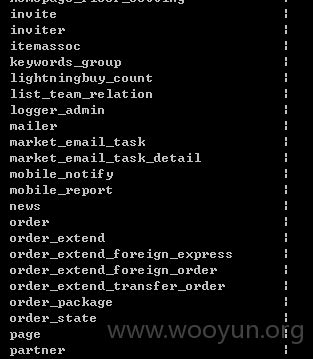 invite |
inviter |
itemassoc |
keywords_group |
lightningbuy_count |
list_team_relation |
logger_admin |
mailer |
market_email_task |
market_email_task_detail |
mobile_notify |
mobile_report |
news |
order |
order_extend |
order_extend_foreign_express |
order_extend_foreign_order |
order_extend_transfer_order |
order_package |
order_state |
page |
partner |
www.wooyun.org